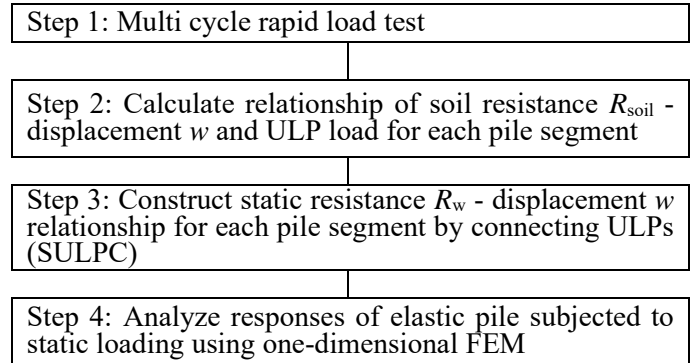 Step 1: Multi cycle rapid load test
Step 2: Calculate relationship of soil resistance Rsoil -
displacement w and ULP load for each pile segment
Step 3: Construct static resistance Rw - displacement w
relationship for each pile segment by connecting ULPs
(SULPC)
Step 4: Analyze responses of elastic pile subjected to
static loading using one-dimensional FEM